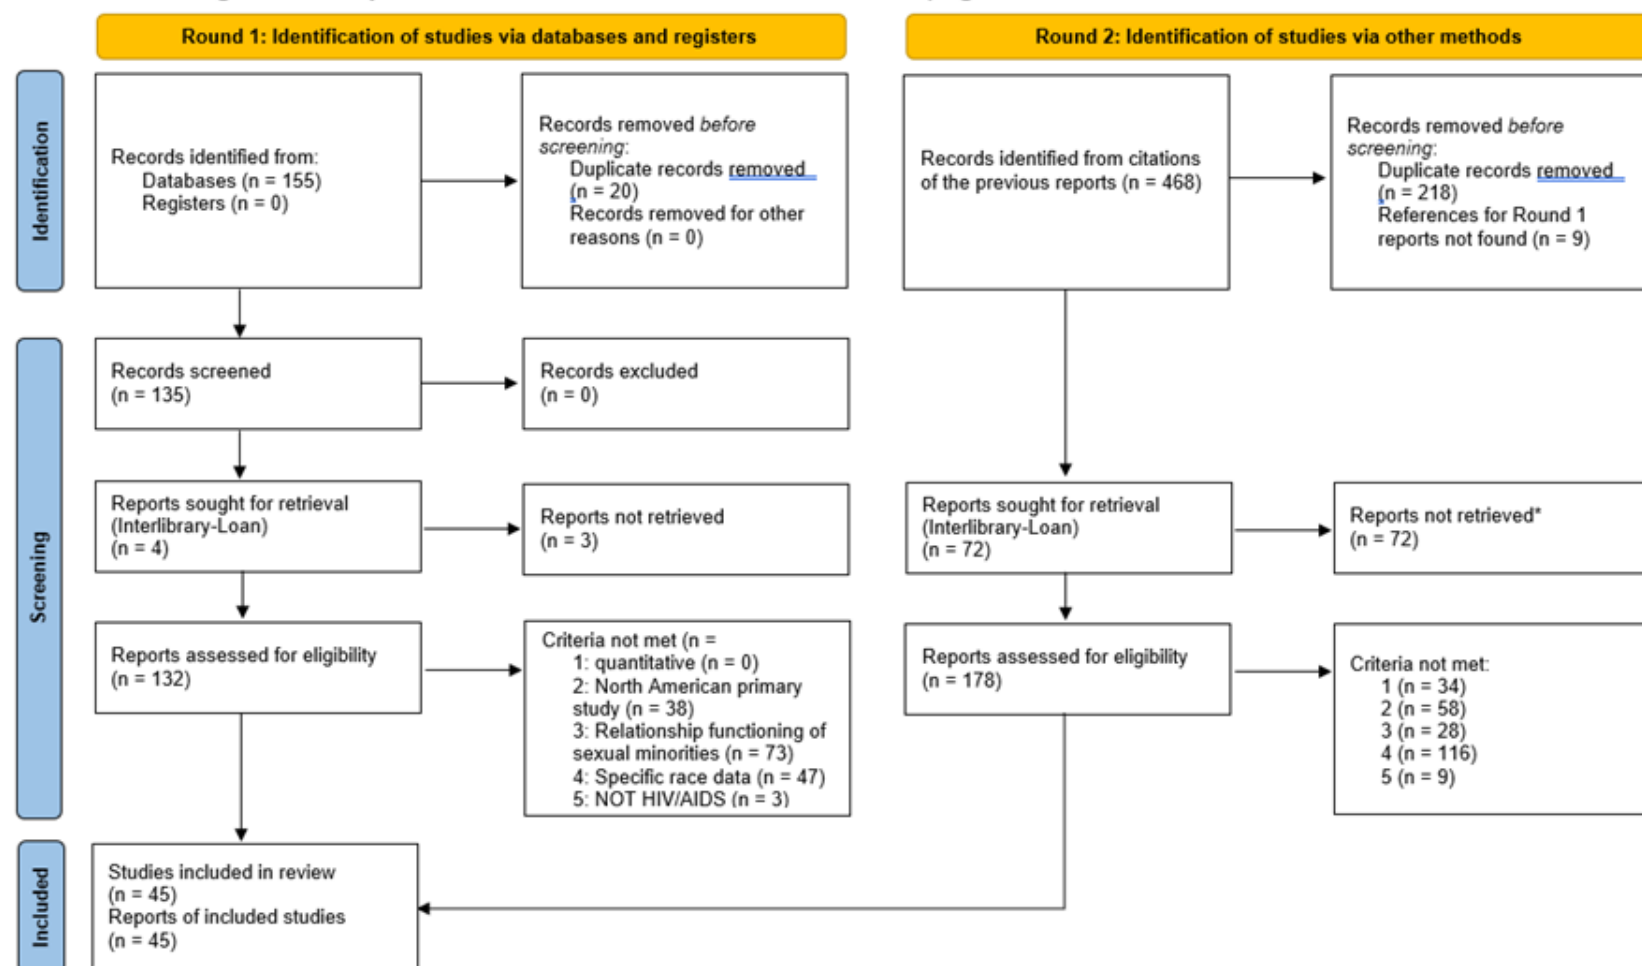 Round 1: Identification of studies via databases and registers
Round 2: Identification of studies via other methods
Identification
Records identified from:
Databases (n = 155)
Registers (n = 0)
Records removed before
screening:
Duplicate records removed
(n = 20)
Records removed for other
reasons (n = 0)
Records identified from citations
of the previous reports (n = 468)
Records removed before
screening:
Duplicate records removed
(n = 218)
References for Round 1
reports not found (n = 9)
Screening
Records screened
(n = 135)
Records excluded
(n = 0)
Reports sought for retrieval
(Interlibrary-Loan)
(n = 4)
Reports not retrieved
(n = 3)
Reports sought for retrieval
(Interlibrary-Loan)
(n = 72)
Reports not retrieved*
(n = 72)
Reports assessed for eligibility
(n = 132)
Criteria not met (n =
1: quantitative (n = 0)
2: North American primary
study (n = 38)
3: Relationship functioning of
sexual minorities (n = 73)
4: Specific race data (n = 47)
5: NOT HIV/AIDS (n = 3)
Reports assessed for eligibility
(n = 178)
Criteria not met:
1 (n = 34)
2 (n = 58)
3 (n = 28)
4 (n = 116)
5 (n = 9)
Included
Studies included in review
(n = 45)
Reports of included studies
(n = 45)